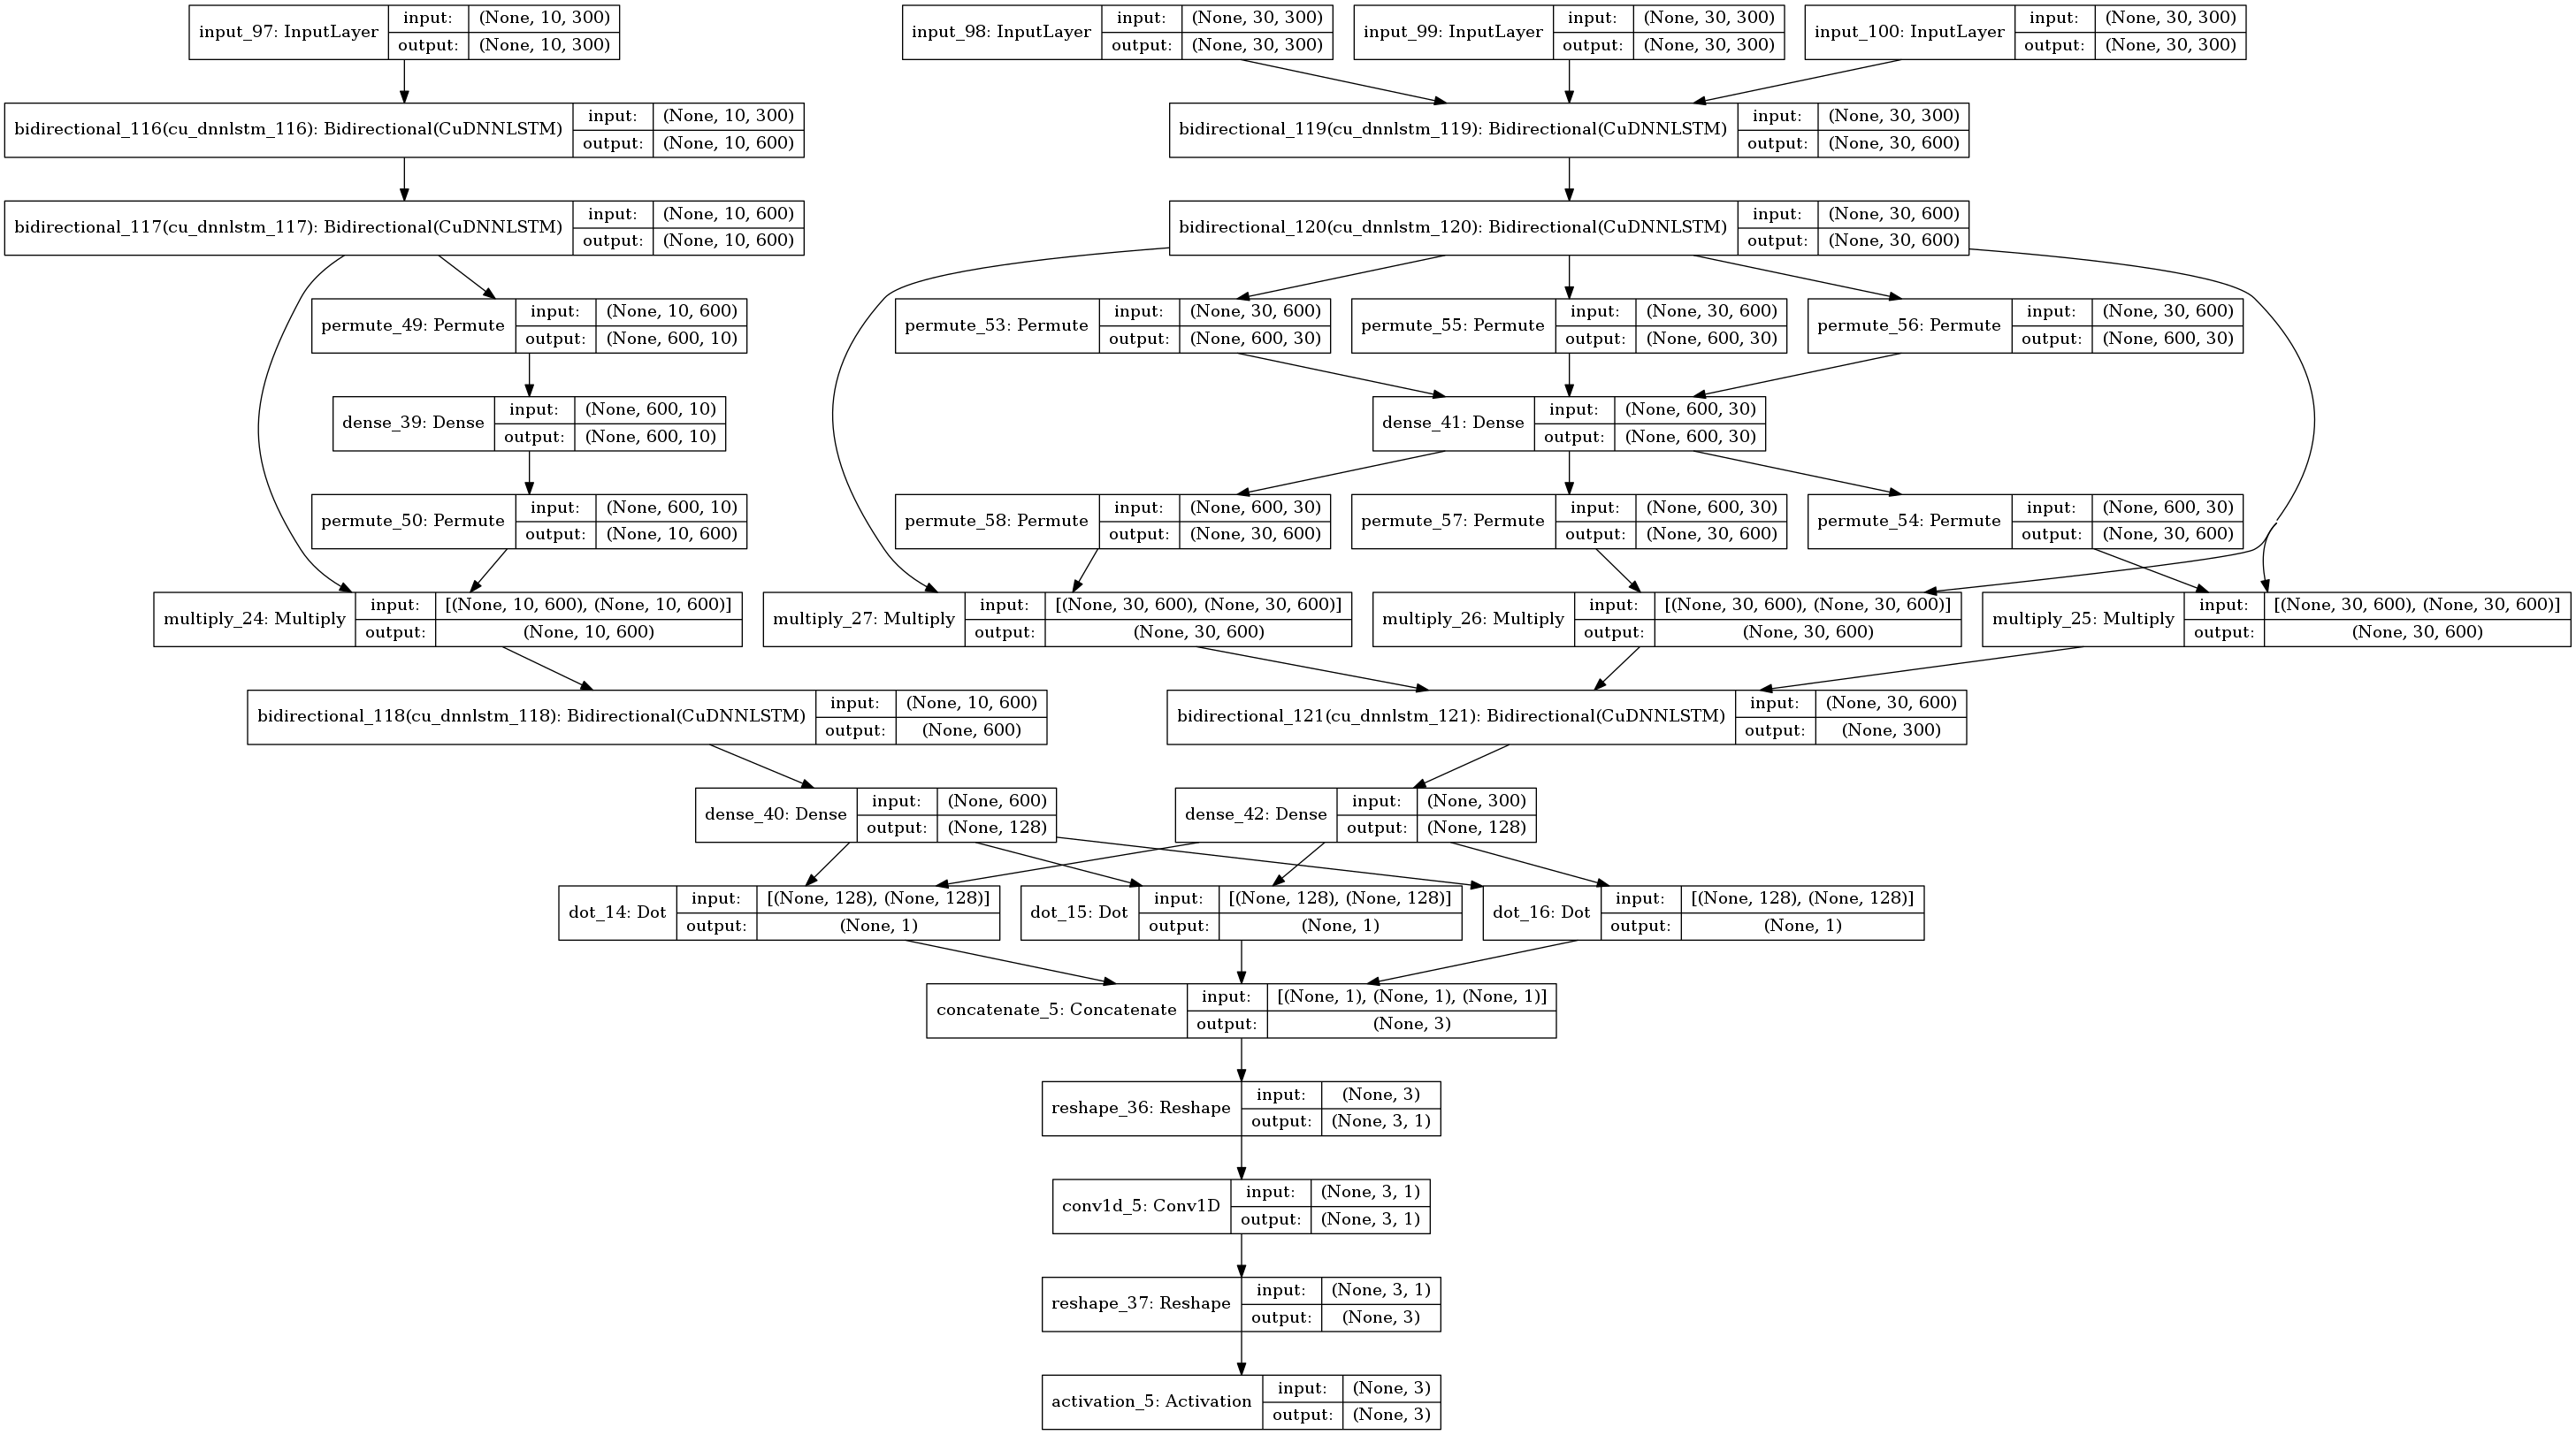 input_97: InputLayer
input: (None, 10, 300)
output: (None, 10, 300)
input_98: InputLayer
input: (None, 30, 300)
output: (None, 30, 300)
input_99: InputLayer
input: (None, 30, 300)
output: (None, 30, 300)
input_100: InputLayer
input: (None, 30, 300)
output: (None, 30, 300)
bidirectional_116(cu_dnnlstm_116): Bidirectional(CuDNNLSTM)
input: (None, 10, 300)
output: (None, 10, 600)
bidirectional_119(cu_dnnlstm_119): Bidirectional(CuDNNLSTM)
input: (None, 30, 300)
output: (None, 30, 600)
bidirectional_117(cu_dnnlstm_117): Bidirectional(CuDNNLSTM)
input: (None, 10, 600)
output: (None, 10, 600)
bidirectional_120(cu_dnnlstm_120): Bidirectional(CuDNNLSTM)
input: (None, 30, 600)
output: (None, 30, 600)
permute_49: Permute
input: (None, 10, 600)
output: (None, 600, 10)
permute_53: Permute
input: (None, 30, 600)
output: (None, 600, 30)
permute_55: Permute
input: (None, 30, 600)
output: (None, 600, 30)
permute_56: Permute
input: (None, 30, 600)
output: (None, 600, 30)
dense_39: Dense
input: (None, 600, 10)
output: (None, 600, 10)
dense_41: Dense
input: (None, 600, 30)
output: (None, 600, 30)
permute_50: Permute
input: (None, 600, 10)
output: (None, 10, 600)
permute_58: Permute
input: (None, 600, 30)
output: (None, 30, 600)
permute_57: Permute
input: (None, 600, 30)
output: (None, 30, 600)
permute_54: Permute
input: (None, 600, 30)
output: (None, 30, 600)
multiply_24: Multiply
input: [(None, 10, 600), (None, 10, 600)]
output: (None, 10, 600)
multiply_27: Multiply
input: [(None, 30, 600), (None, 30, 600)]
output: (None, 30, 600)
multiply_26: Multiply
input: [(None, 30, 600), (None, 30, 600)]
output: (None, 30, 600)
multiply_25: Multiply
input: [(None, 30, 600), (None, 30, 600)]
output: (None, 30, 600)
bidirectional_118(cu_dnnlstm_118): Bidirectional(CuDNNLSTM)
input: (None, 10, 600)
output: (None, 600)
bidirectional_121(cu_dnnlstm_121): Bidirectional(CuDNNLSTM)
input: (None, 30, 600)
output: (None, 300)
dense_40: Dense
input: (None, 600)
output: (None, 128)
dense_42: Dense
input: (None, 300)
output: (None, 128)
dot_14: Dot
input: [(None, 128), (None, 128)]
output: (None, 1)
dot_15: Dot
input: [(None, 128), (None, 128)]
output: (None, 1)
dot_16: Dot
input: [(None, 128), (None, 128)]
output: (None, 1)
concatenate_5: Concatenate
input: [(None, 1), (None, 1), (None, 1)]
output: (None, 3)
reshape_36: Reshape
input: (None, 3)
output: (None, 3, 1)
conv1d_5: Conv1D
input: (None, 3, 1)
output: (None, 3, 1)
reshape_37: Reshape
input: (None, 3, 1)
output: (None, 3)
activation_5: Activation
input: (None, 3)
output: (None, 3)